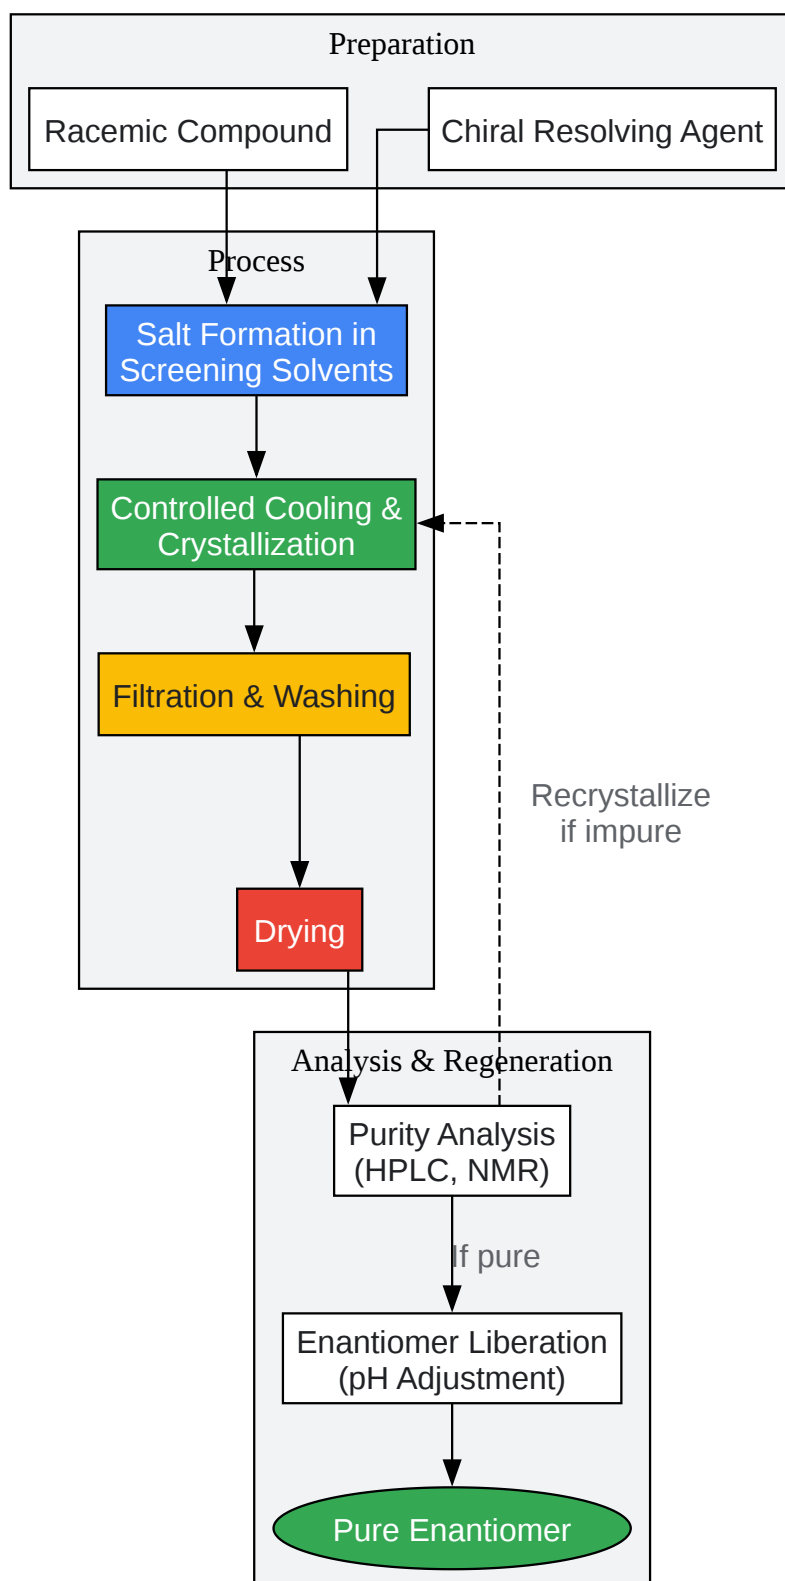 Preparation
Racemic Compound
Chiral Resolving Agent
Process
Salt Formation in
Screening Solvents
Controlled Cooling &
Crystallization
Filtration & Washing
Recrystallize
if impure
Drying
Analysis & Regeneration
Purity Analysis
(HPLC, NMR)
If pure
Enantiomer Liberation
(pH Adjustment)
Pure Enantiomer